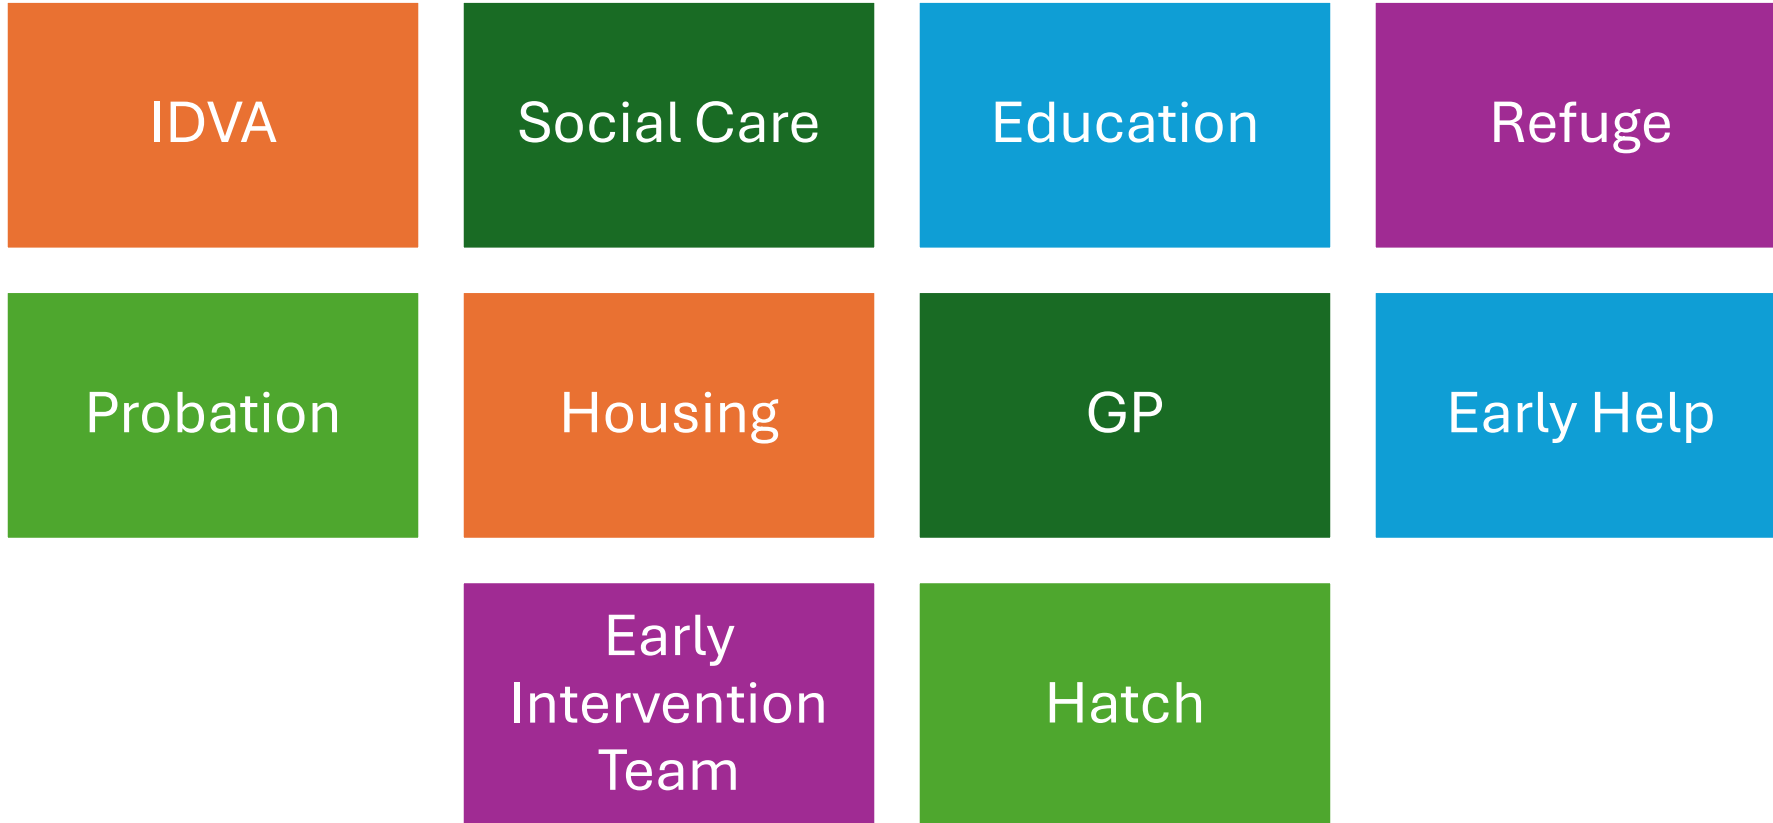 IDVA
Social Care
Education
Refuge
Probation
Housing
GP
Early Help
Early
Intervention
Team
Hatch